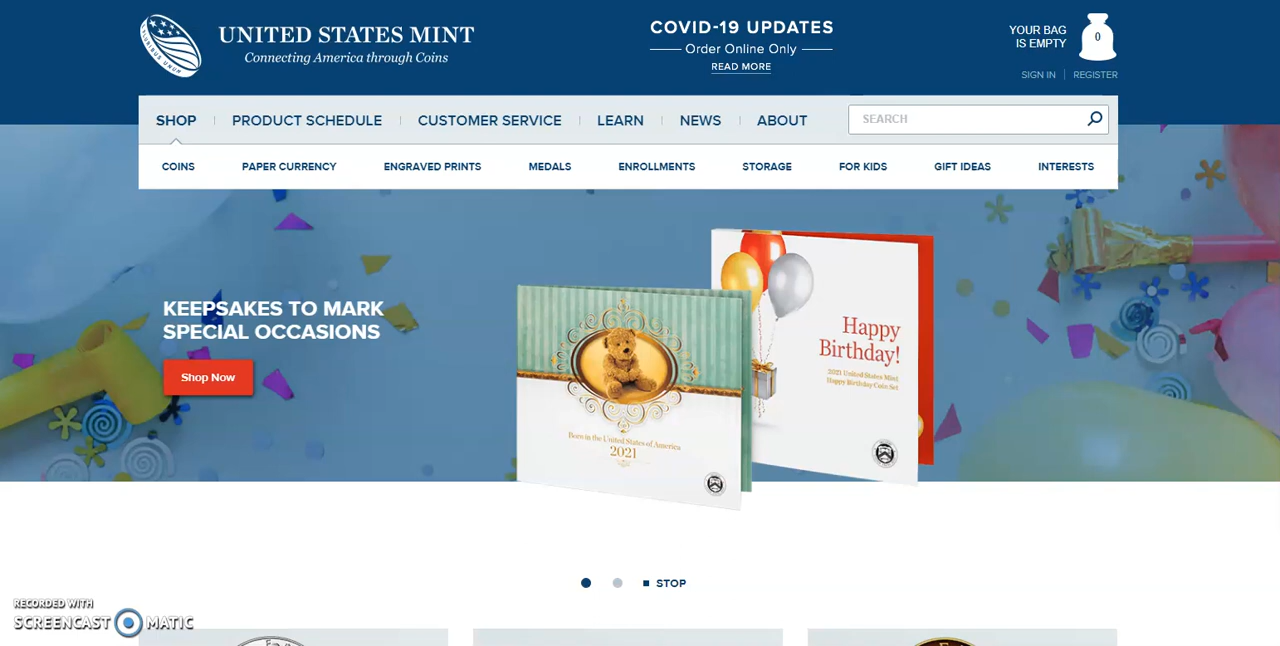 PLURIBUS UNUM
UNITED STATES MINT
Connecting America through Coins
COVID-19 UPDATES
Order Online Only
READ MORE
YOUR BAG
IS EMPTY
0
SIGN IN
REGISTER
SHOP
PRODUCT SCHEDULE
CUSTOMER SERVICE
LEARN
NEWS
ABOUT
SEARCH
COINS
PAPER CURRENCY
ENGRAVED PRINTS
MEDALS
ENROLLMENTS
STORAGE
FOR KIDS
GIFT IDEAS
INTERESTS
KEEPSAKES TO MARK
SPECIAL OCCASIONS
Shop Now
Happy
Birthday!
2021 United States Mint
Happy Birthday Coin Set
Born in the United States of America
2021
STOP
RECORDED WITH
SCREENCAST MATIC